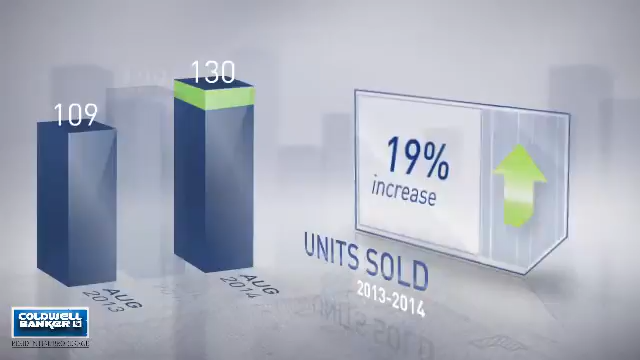 109
130
AUG
2013
AUG
2014
19%
increase
UNITS SOLD
2013-2014
COLDWELL
BANKER